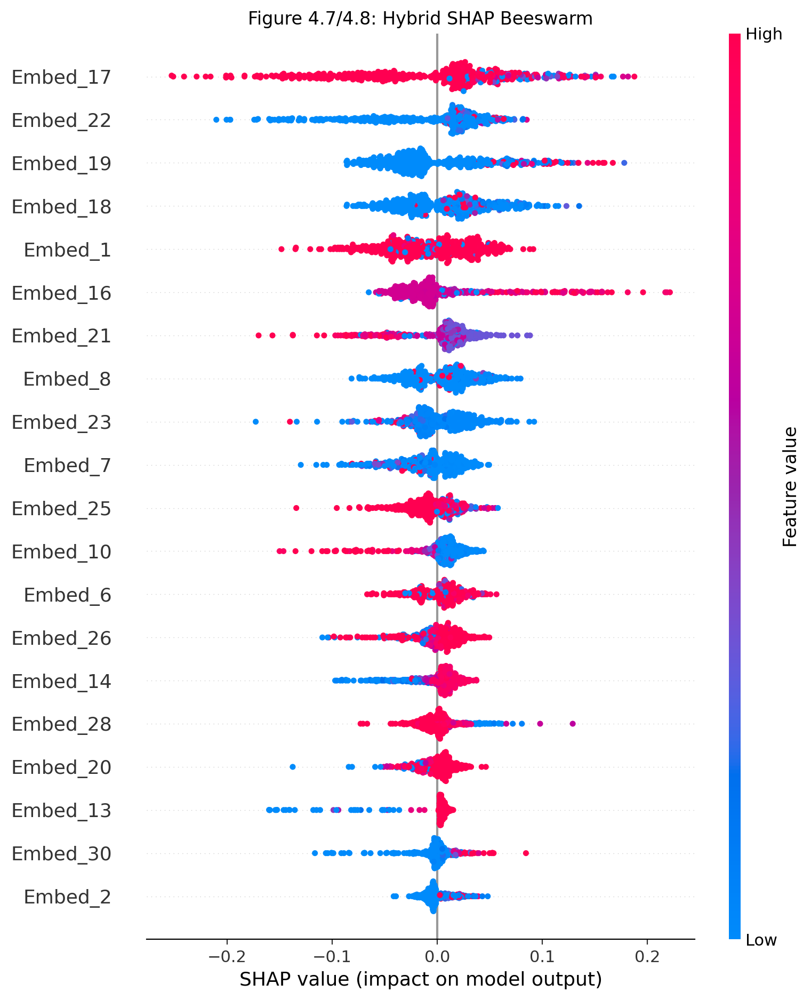 Figure 4.7/4.8: Hybrid SHAP Beeswarm
High
Embed_17
Embed_22
Embed_19
Embed_18
Embed_1
Embed_16
Embed_21
Embed_8
Embed_23
Embed_7
Embed_25
Embed_10
Embed_6
Embed_26
Embed_14
Embed_28
Embed_20
Embed_13
Embed_30
Embed_2
Feature value
Low
−0.2 −0.1 0.0 0.1 0.2
SHAP value (impact on model output)